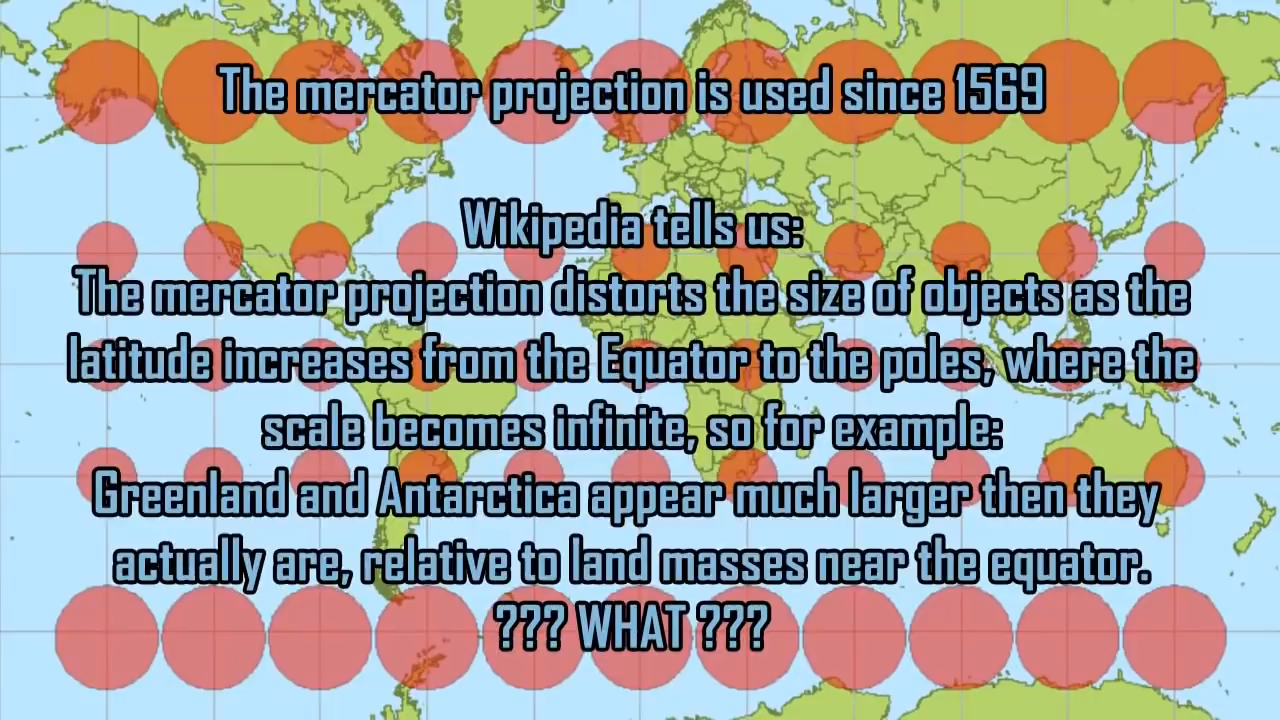 The mercator projection is used since 1569
Wikipedia tells us:
The mercator projection distorts the size of objects as the
latitude increases from the Equator to the poles, where the
scale becomes infinite, so for example:
Greenland and Antarctica appear much larger then they
actually are, relative to land masses near the equator.
??? WHAT ???